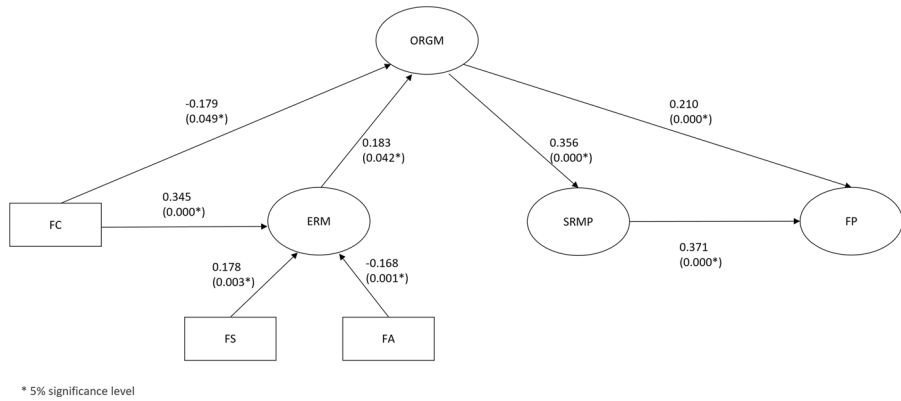 ORGM
-0.179
(0.049*)
0.210
(0.000*)
0.183
(0.042*)
0.356
(0.000*)
0.345
(0.000*)
FC
ERM
SRMP
FP
0.371
(0.000*)
0.178
(0.003*)
-0.168
(0.001*)
FS
FA
* 5% significance level